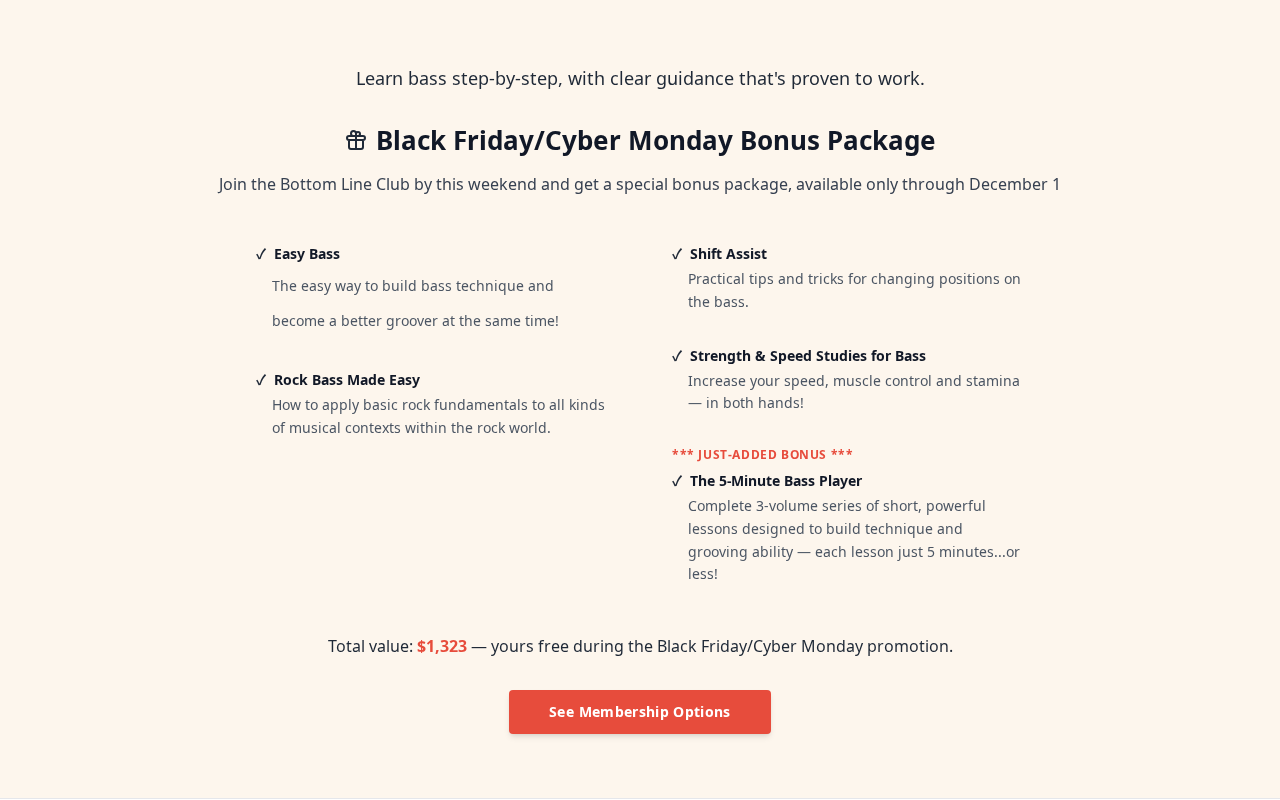 Learn bass step-by-step, with clear guidance that's proven to work.
Black Friday/Cyber Monday Bonus Package
Join the Bottom Line Club by this weekend and get a special bonus package, available only through December 1
✓ Easy Bass
The easy way to build bass technique and
become a better groover at the same time!
✓ Rock Bass Made Easy
How to apply basic rock fundamentals to all kinds
of musical contexts within the rock world.
✓ Shift Assist
Practical tips and tricks for changing positions on
the bass.
✓ Strength & Speed Studies for Bass
Increase your speed, muscle control and stamina
— in both hands!
*** JUST-ADDED BONUS ***
✓ The 5-Minute Bass Player
Complete 3-volume series of short, powerful
lessons designed to build technique and
grooving ability — each lesson just 5 minutes...or
less!
Total value: $1,323 — yours free during the Black Friday/Cyber Monday promotion.
See Membership Options